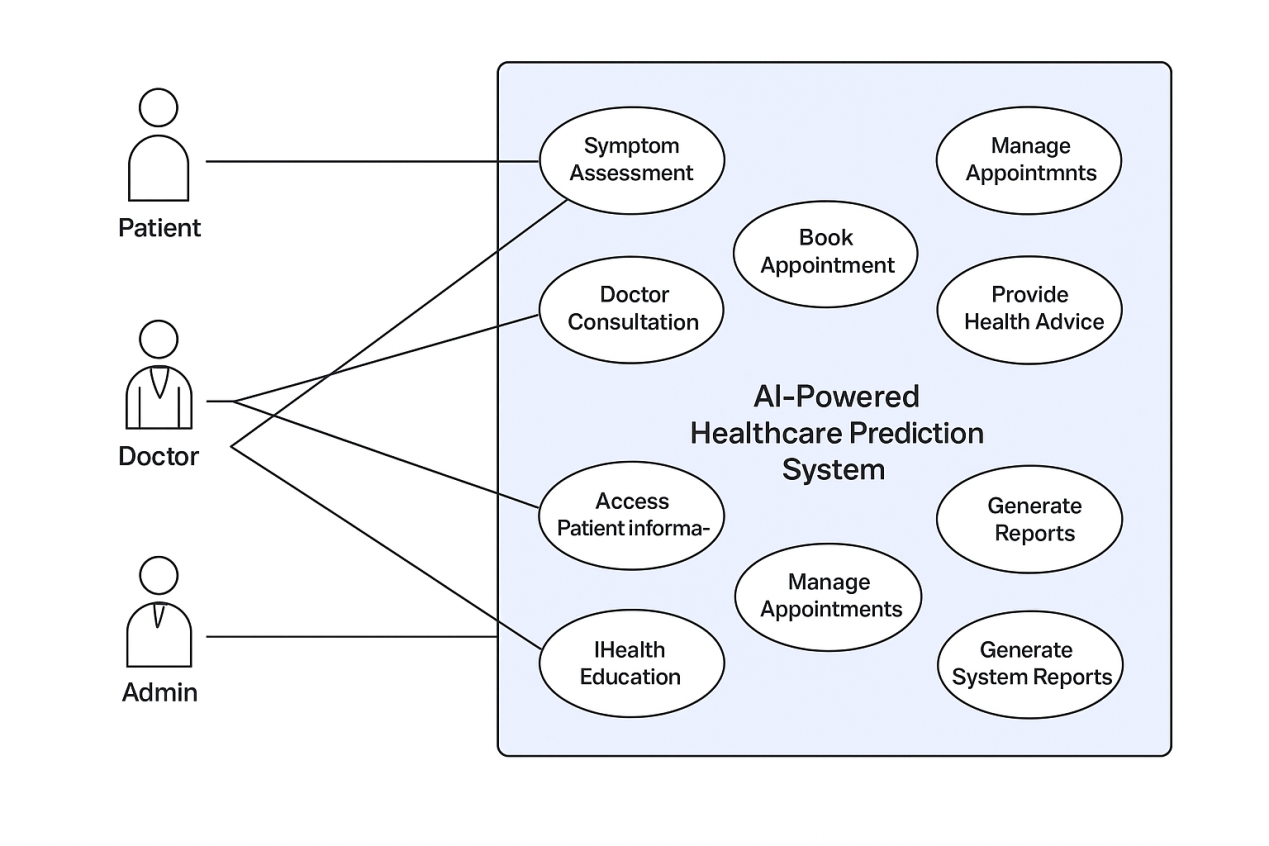 Patient
Doctor
Admin
Symptom
Assessment
Manage
Appointmnts
Book
Appointment
Doctor
Consultation
Provide
Health Advice
AI-Powered
Healthcare Prediction
System
Access
Patient informa-
Generate
Reports
Manage
Appointments
IHealth
Education
Generate
System Reports